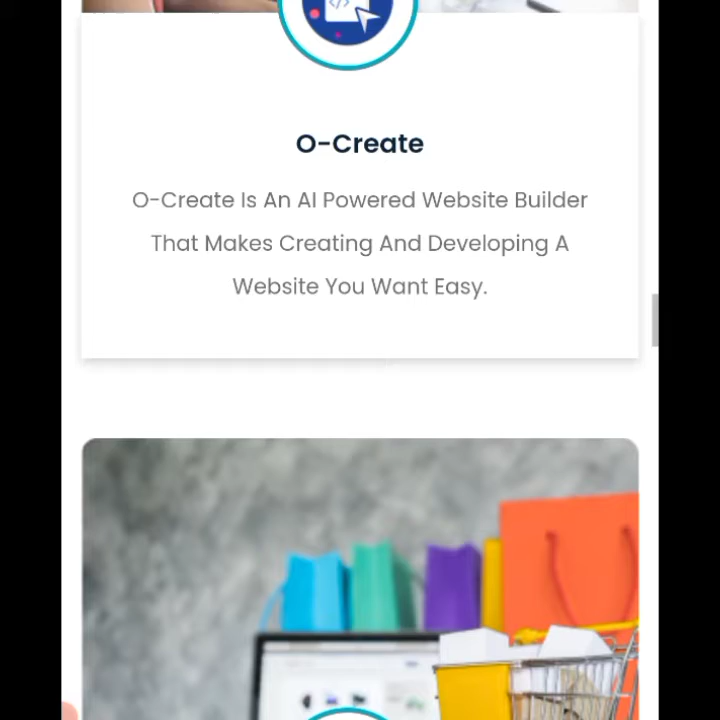 O-Create
O-Create Is An AI Powered Website Builder
That Makes Creating And Developing A
Website You Want Easy.